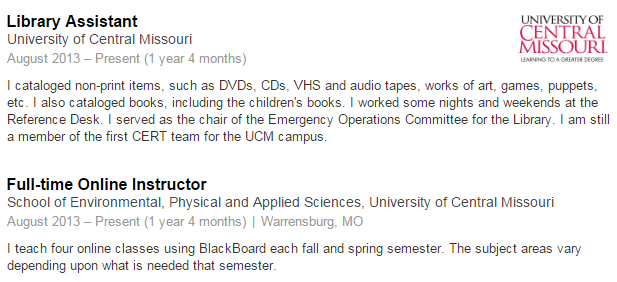 Library Assistant
University of Central Missouri
August 2013 – Present (1 year 4 months)
UNIVERSITY OF
CENTRAL
MISSOURI.
LEARNING TO A GREATER DEGREE
I cataloged non-print items, such as DVDs, CDs, VHS and audio tapes, works of art, games, puppets,
etc. I also cataloged books, including the children's books. I worked some nights and weekends at the
Reference Desk. I served as the chair of the Emergency Operations Committee for the Library. I am still
a member of the first CERT team for the UCM campus.
Full-time Online Instructor
School of Environmental, Physical and Applied Sciences, University of Central Missouri
August 2013 – Present (1 year 4 months) | Warrensburg, MO
I teach four online classes using BlackBoard each fall and spring semester. The subject areas vary
depending upon what is needed that semester.